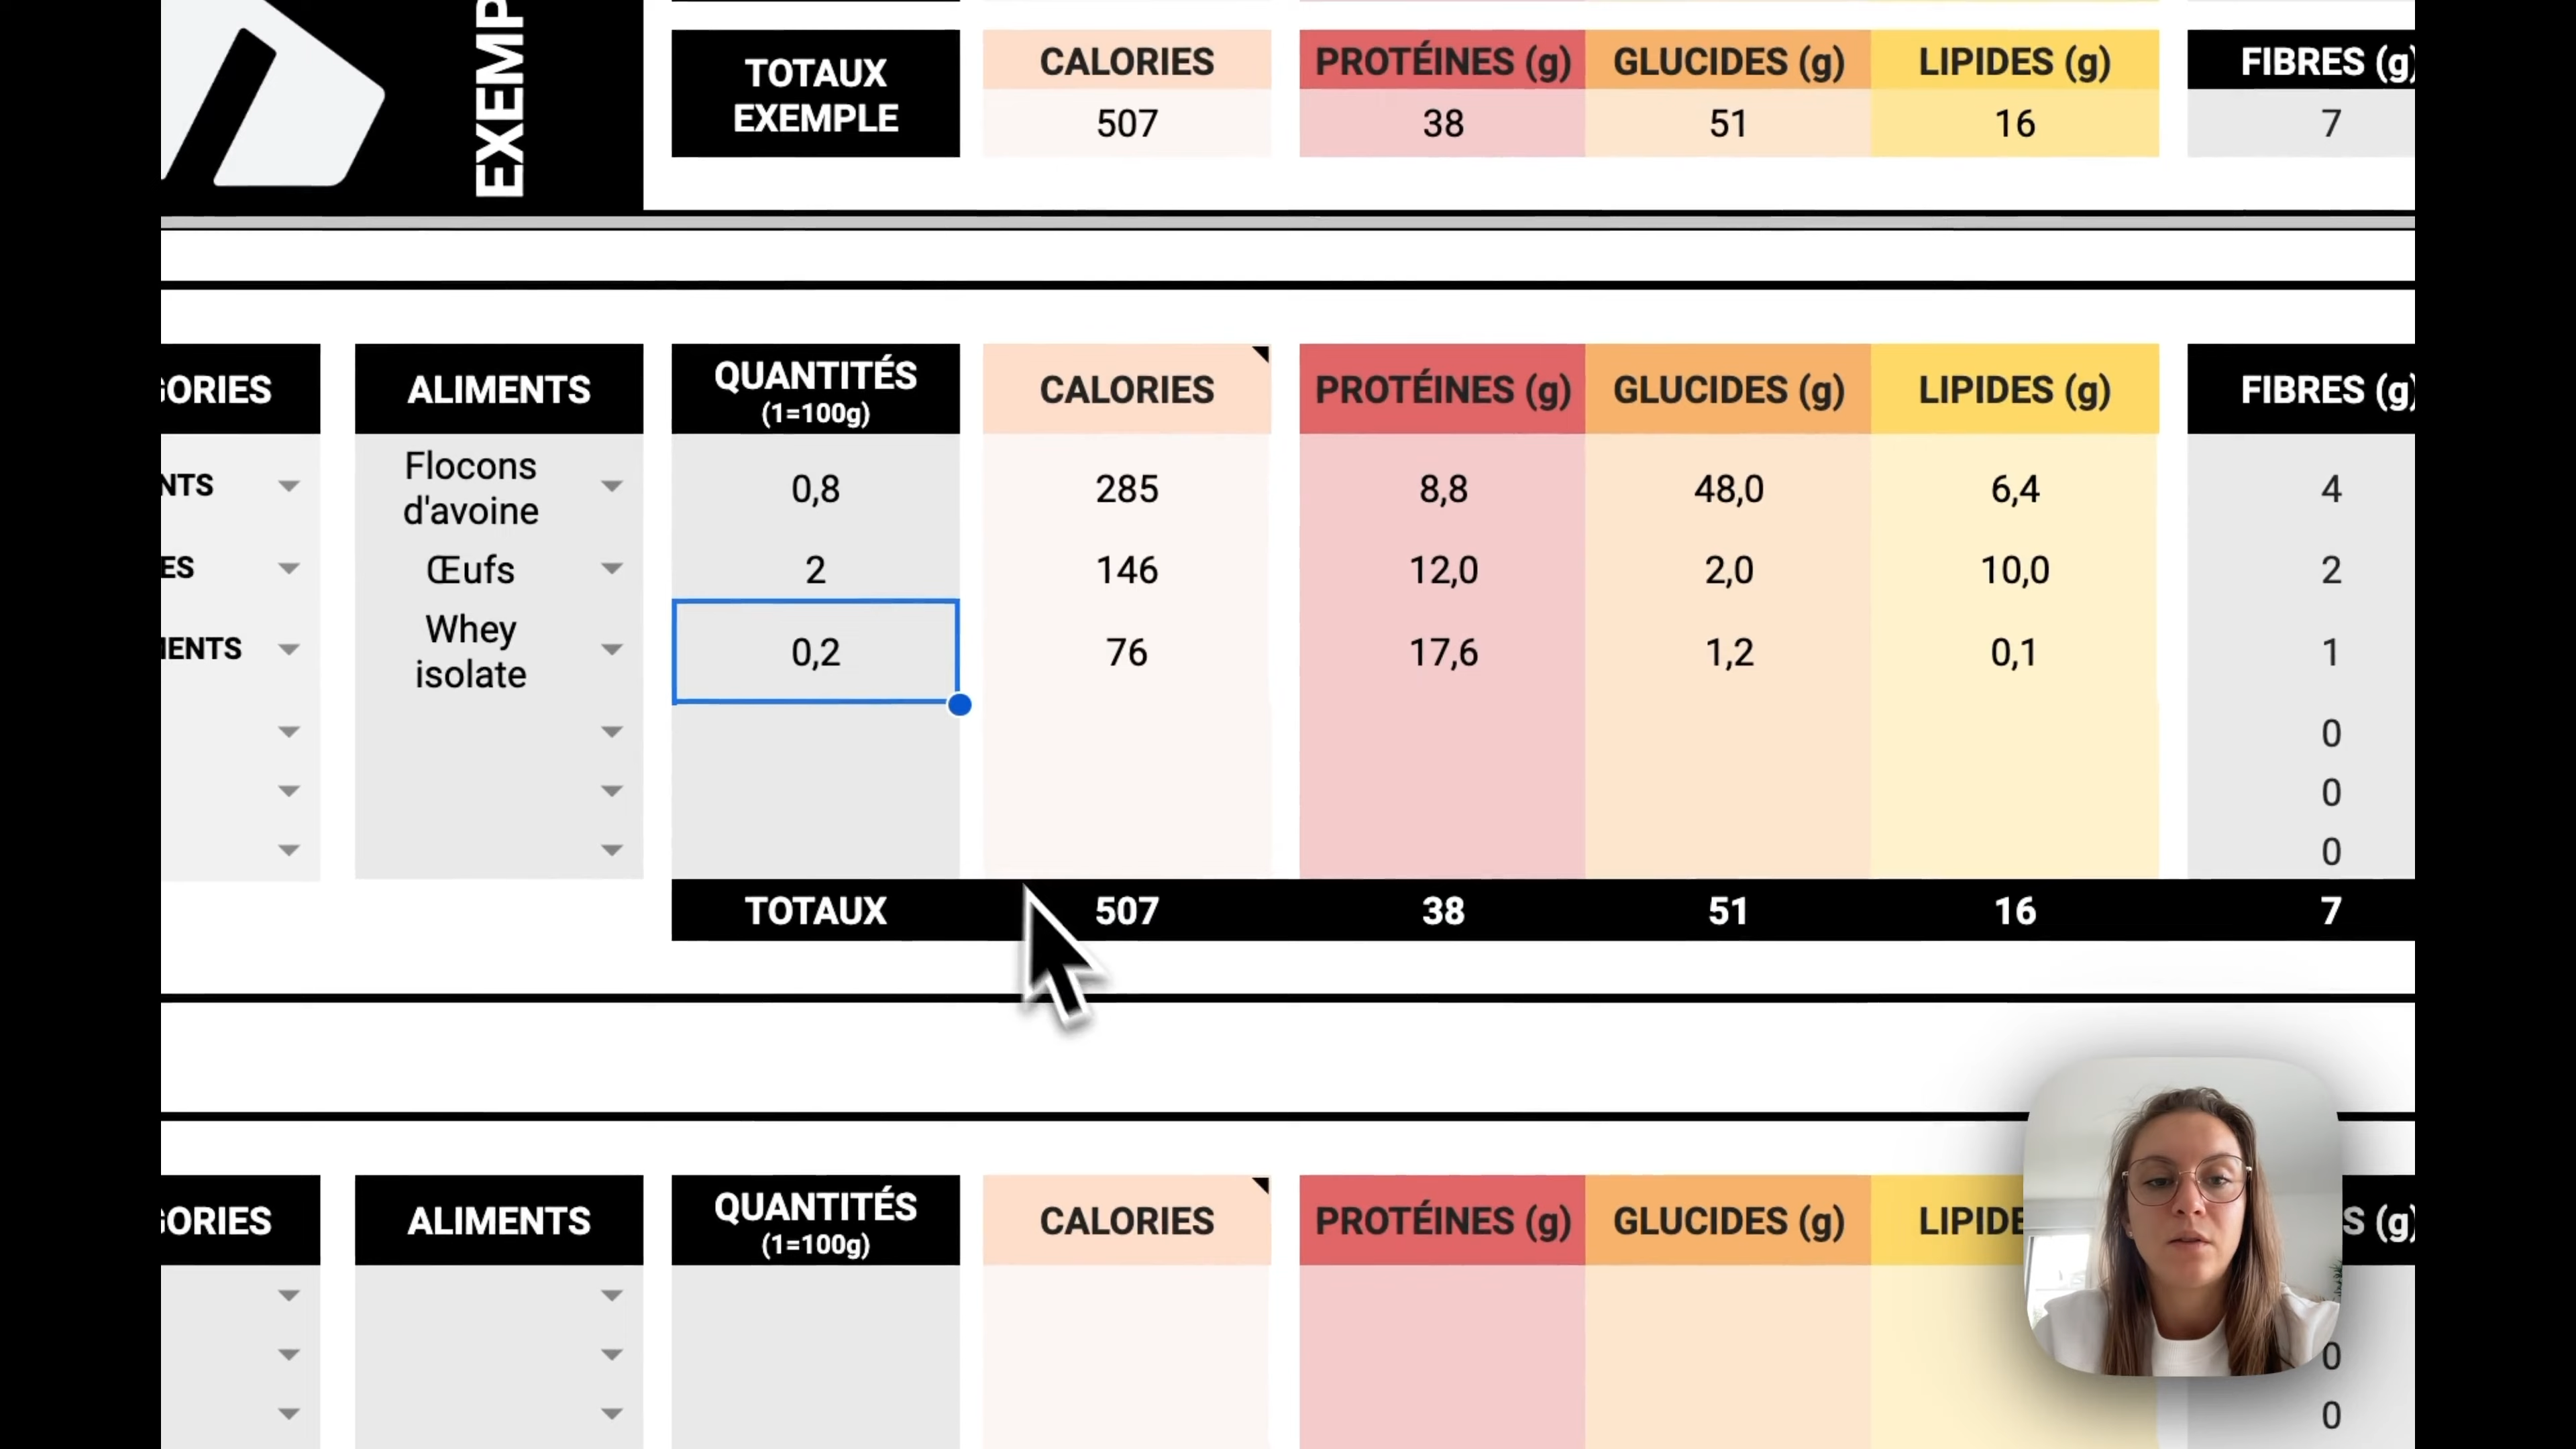 EXEMP
TOTAUX EXEMPLE
CALORIES PROTÉINES (g) GLUCIDES (g) LIPIDES (g) FIBRES (g)
507 38 51 16 7
GORIES ALIMENTS QUANTITÉS (1=100g) CALORIES PROTÉINES (g) GLUCIDES (g) LIPIDES (g) FIBRES (g)
NTS Flocons d'avoine 0,8 285 8,8 48,0 6,4 4
ES Œufs 2 146 12,0 2,0 10,0 2
MENTS Whey isolate 0,2 76 17,6 1,2 0,1 1
0
0
0
TOTAUX 507 38 51 16 7
GORIES ALIMENTS QUANTITÉS (1=100g) CALORIES PROTÉINES (g) GLUCIDES (g) LIPIDE S (g)
0
0